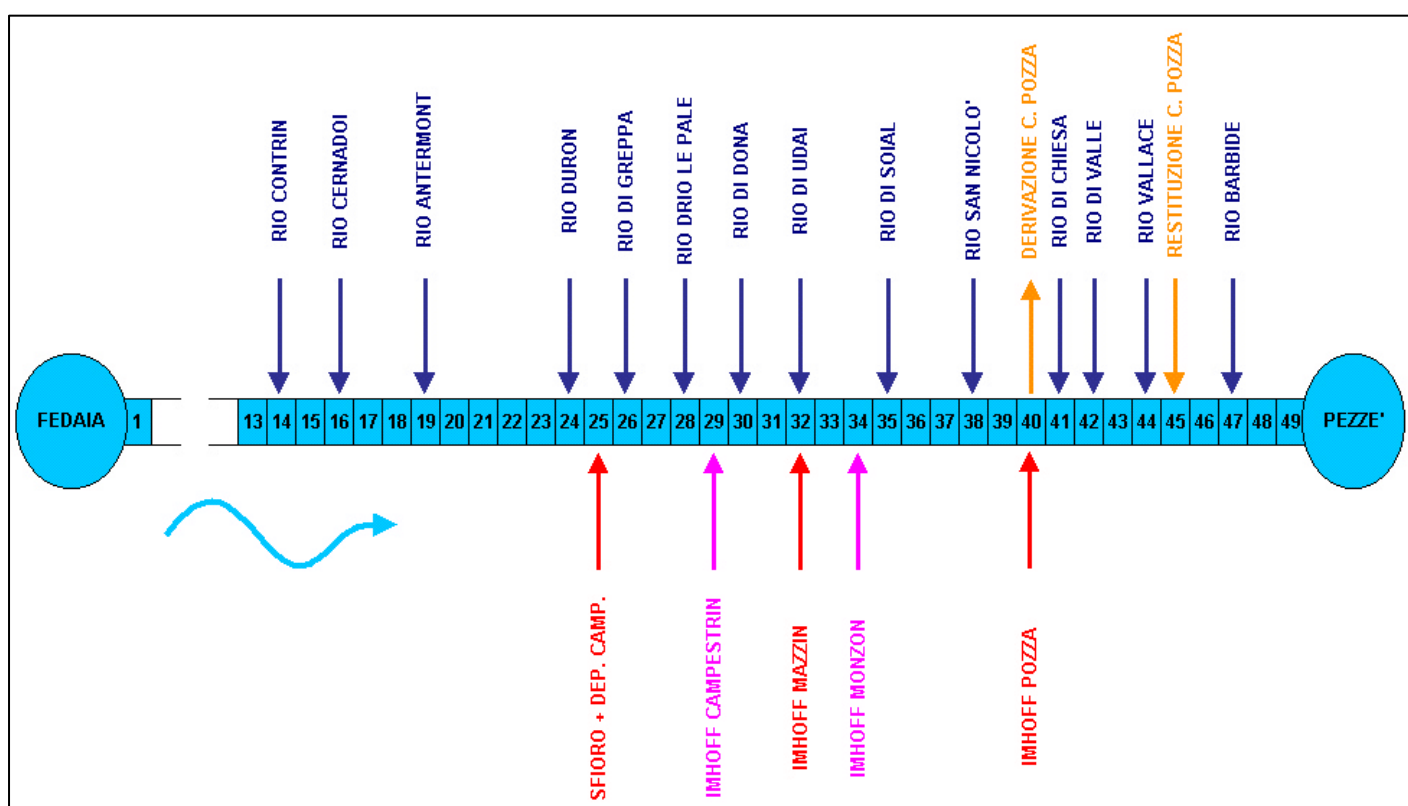 RIO CONTRIN
RIO CERNADOI
RIO ANTERMONT
RIO DURON
RIO DI GREPPA
RIO DRIO LE PALE
RIO DI DONA
RIO DI UDAI
RIO DI SOIAL
RIO SAN NICOLO'
DERIVAZIONE C. POZZA
RIO DI CHIESA
RIO DI VALLE
RIO VALLACE
RESTITUZIONE C. POZZA
RIO BARBIDE
FEDAIA 1 13 14 15 16 17 18 19 20 21 22 23 24 25 26 27 28 29 30 31 32 33 34 35 36 37 38 39 40 41 42 43 44 45 46 47 48 49 PEZZE'
SFIORO + DEP. CAMP.
IMHOFF CAMPESTRIN
IMHOFF MAZZIN
IMHOFF MONZON
IMHOFF POZZA